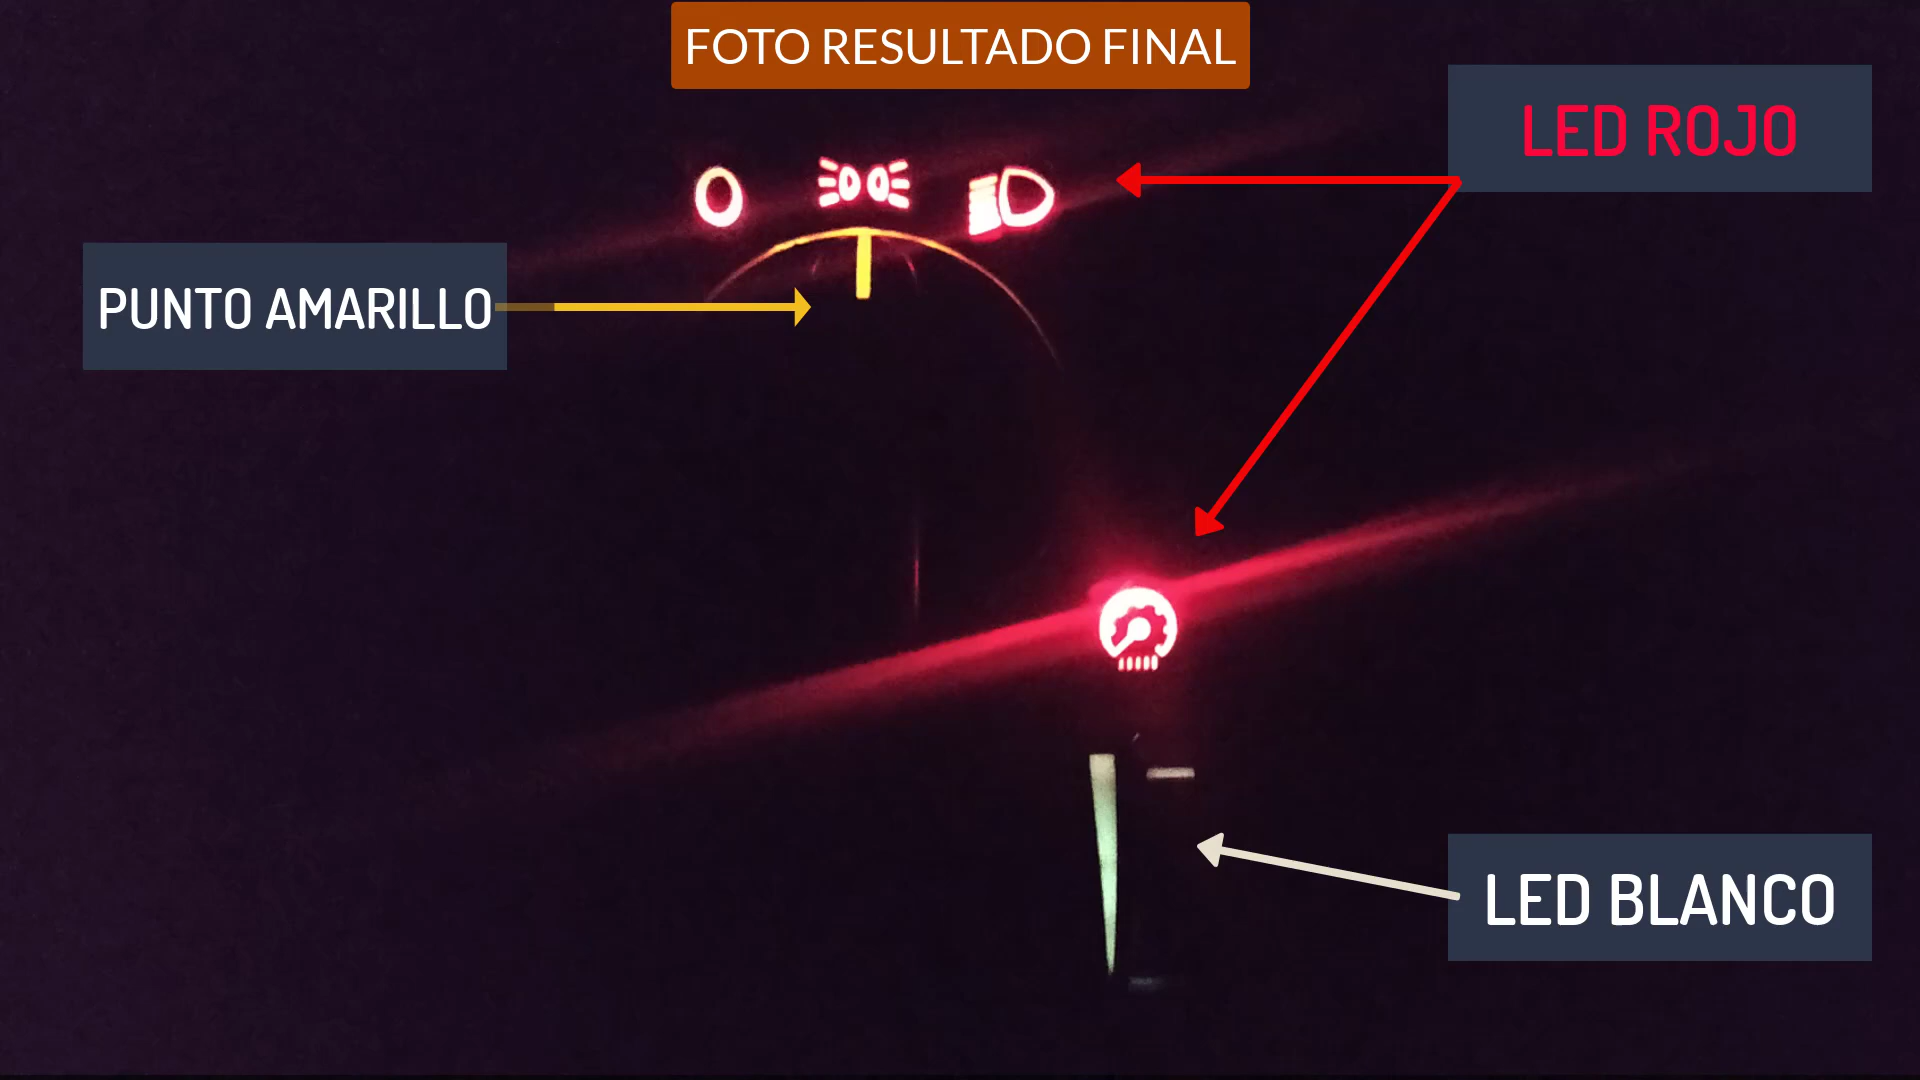 FOTO RESULTADO FINAL
LED ROJO
PUNTO AMARILLO
LED BLANCO